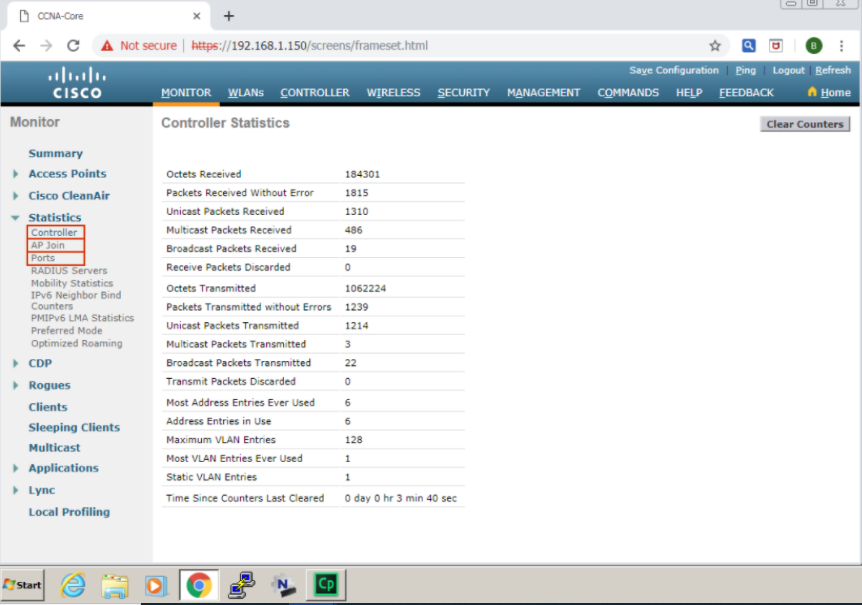 CCNA-Core
Not secure | https://192.168.1.150/screens/frameset.html
B
Save Configuration | Ping | Logout | Refresh
CISCO
MONITOR WLANs CONTROLLER WIRELESS SECURITY MANAGEMENT COMMANDS HELP FEEDBACK Home
Monitor
Controller Statistics
Clear Counters
Summary
Access Points
Cisco CleanAir
Statistics
Controller
AP Join
Ports
RADIUS Servers
Mobility Statistics
IPv6 Neighbor Bind
Counters
PMIPv6 LMA Statistics
Preferred Mode
Optimized Roaming
CDP
Rogues
Clients
Sleeping Clients
Multicast
Applications
Lync
Local Profiling
Octets Received 184301
Packets Received Without Error 1815
Unicast Packets Received 1310
Multicast Packets Received 486
Broadcast Packets Received 19
Receive Packets Discarded 0
Octets Transmitted 1062224
Packets Transmitted without Errors 1239
Unicast Packets Transmitted 1214
Multicast Packets Transmitted 3
Broadcast Packets Transmitted 22
Transmit Packets Discarded 0
Most Address Entries Ever Used 6
Address Entries in Use 6
Maximum VLAN Entries 128
Most VLAN Entries Ever Used 1
Static VLAN Entries 1
Time Since Counters Last Cleared 0 day 0 hr 3 min 40 sec
Start
N
Cp